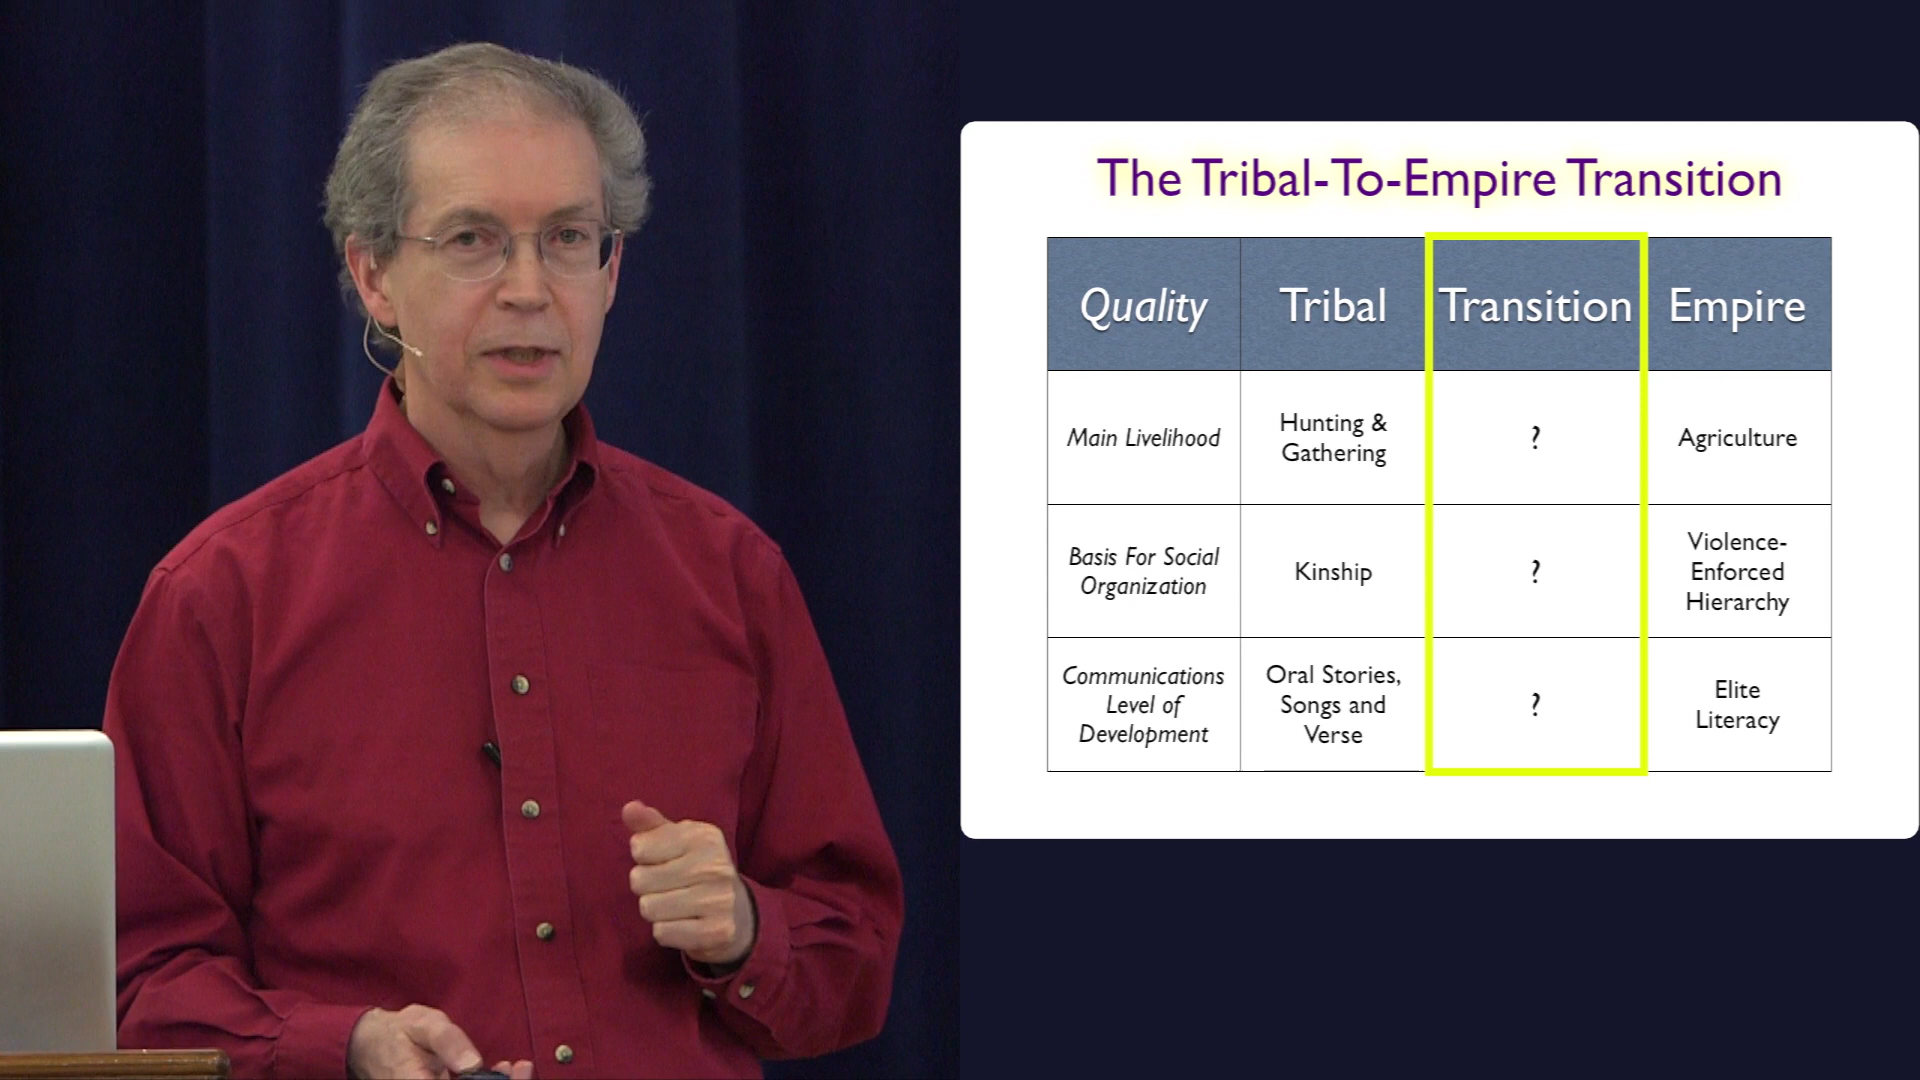 The Tribal-To-Empire Transition
Quality Tribal Transition Empire
Main Livelihood
Hunting &
Gathering
?
Agriculture
Basis For Social
Organization
Kinship
?
Violence-
Enforced
Hierarchy
Communications
Level of
Development
Oral Stories,
Songs and
Verse
?
Elite
Literacy